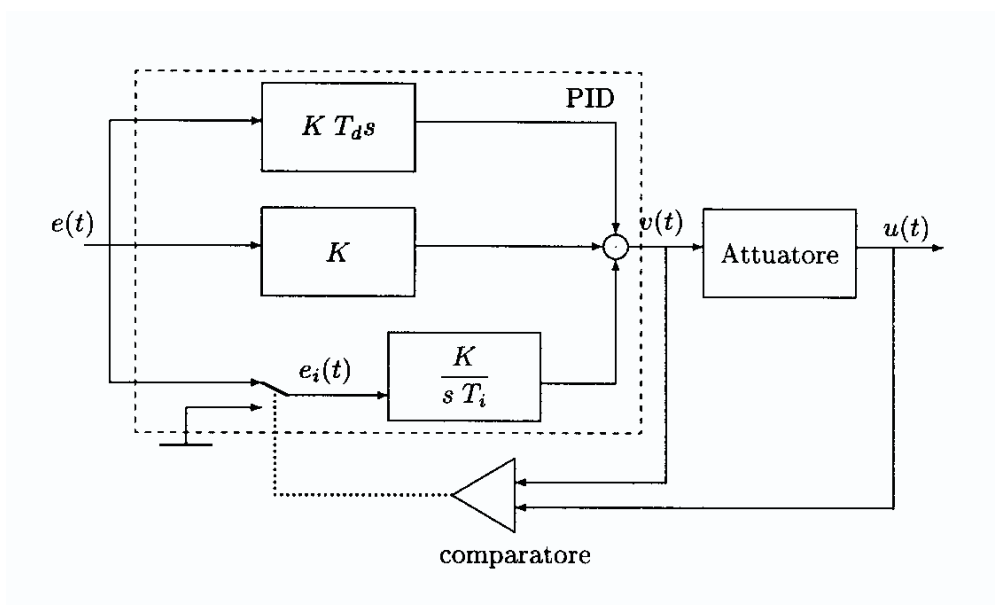 PID
K T_d s
e(t)
v(t)
u(t)
K
Attuatore
e_i(t)
K
s T_i
comparatore